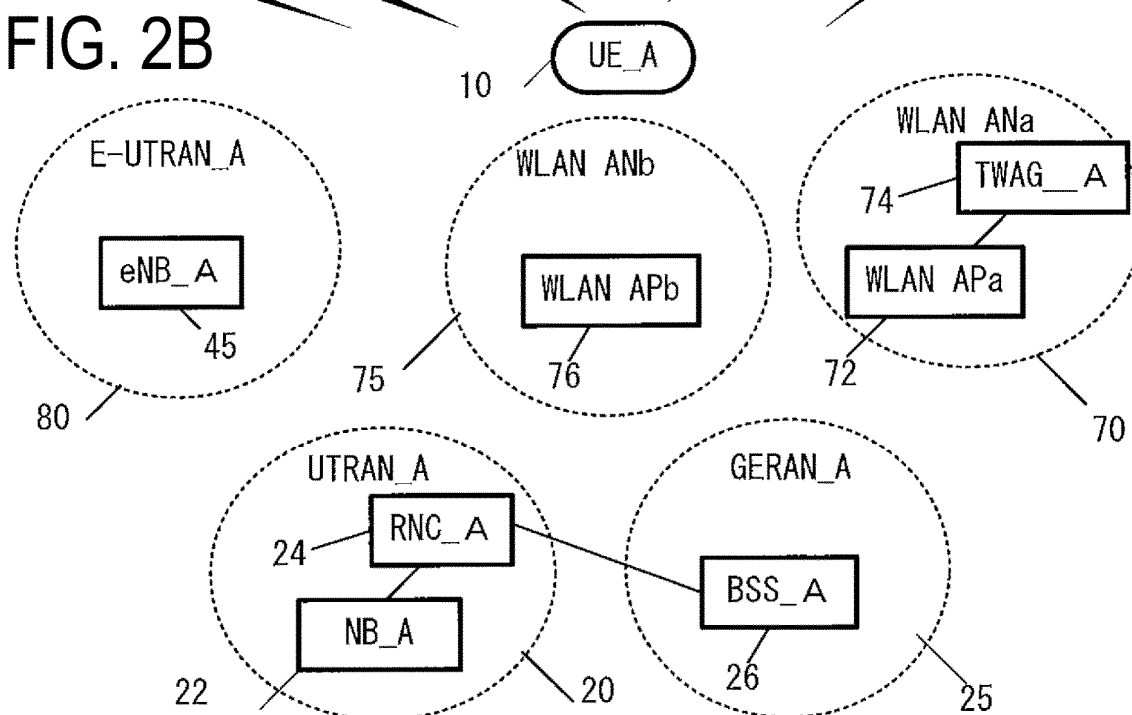 FIG. 2B
UE_A
10
E-UTRAN_A
eNB_A
45
80
WLAN ANb
WLAN APb
75
76
WLAN ANa
TWAG__A
74
WLAN APa
72
70
UTRAN_A
RNC_A
24
NB_A
22
20
GERAN_A
BSS_A
26
25